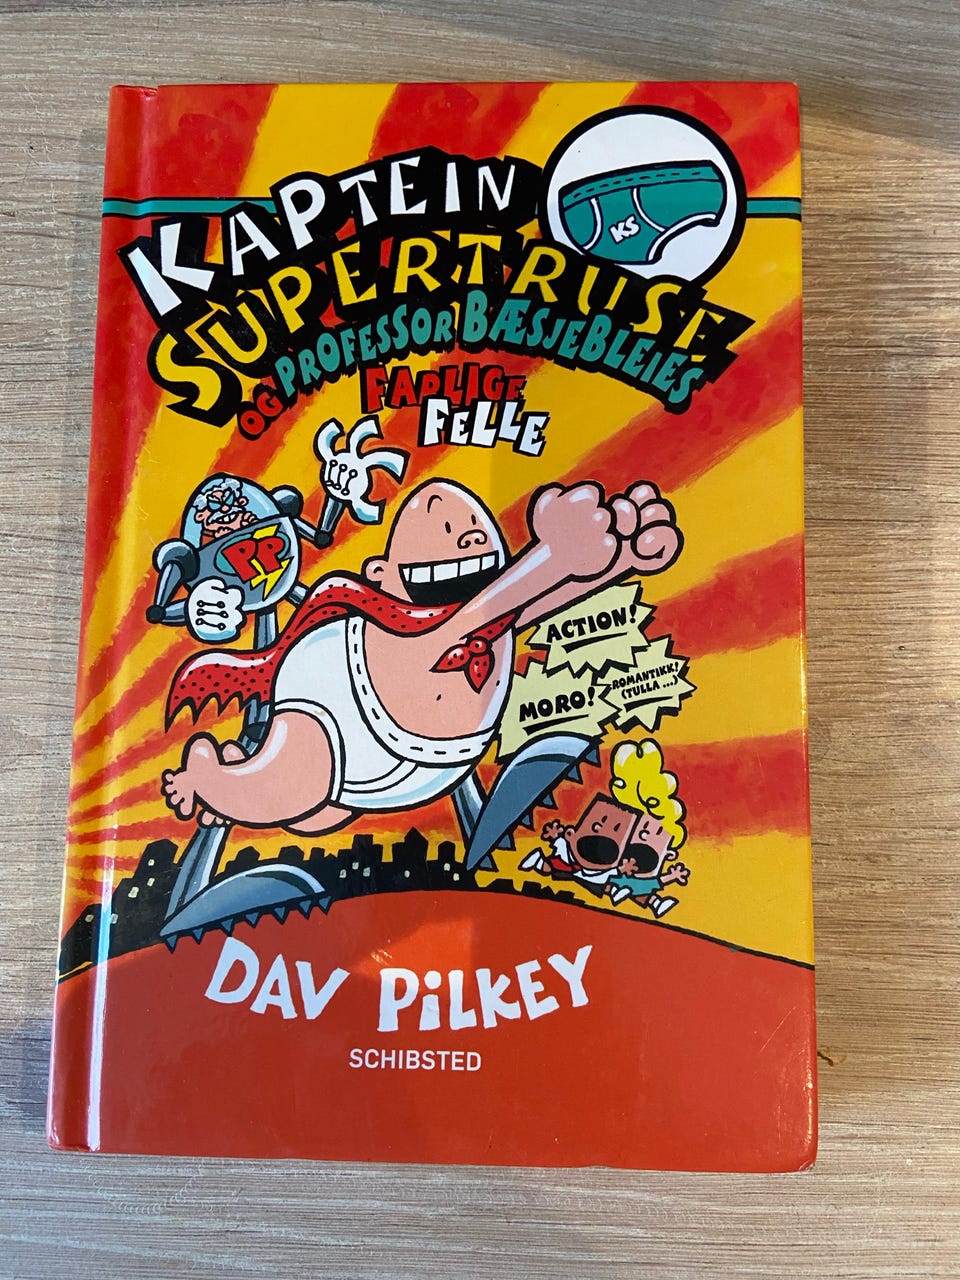 KAPTEIN
SUPERTRUSE
OG PROFESSOR BÆSJEBLEIES
FARLIGE
FELLE
KS
PP
ACTION!
MORO!
ROMANTIKK!
(TULLA ...)
DAV PiLKEY
SCHIBSTED